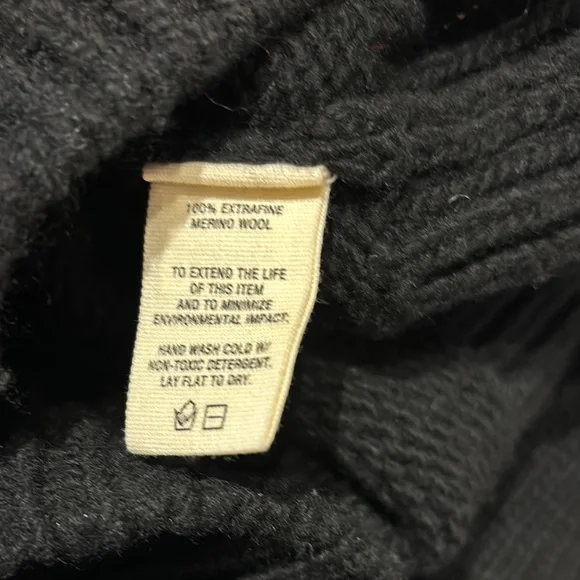 100% EXTRAFINE
MERINO WOOL
TO EXTEND THE LIFE
OF THIS ITEM
AND TO MINIMIZE
ENVIRONMENTAL IMPACT:
HAND WASH COLD W/
NON-TOXIC DETERGENT.
LAY FLAT TO DRY.